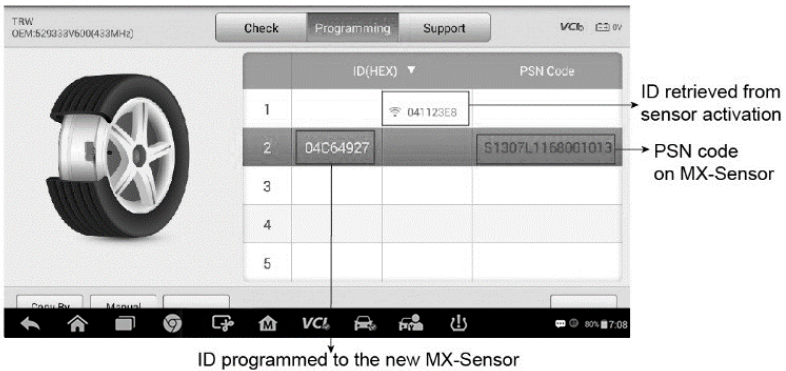 TRW
OEM:529333V600(433MHz)
Check Programming Support
VCI 0V
ID(HEX) ▼ PSN Code
1 041123E8
2 04C64927 S1307L1168001013
3
4
5
ID retrieved from
sensor activation
PSN code
on MX-Sensor
Copy By Manual
VCI 80% 7:08
ID programmed to the new MX-Sensor